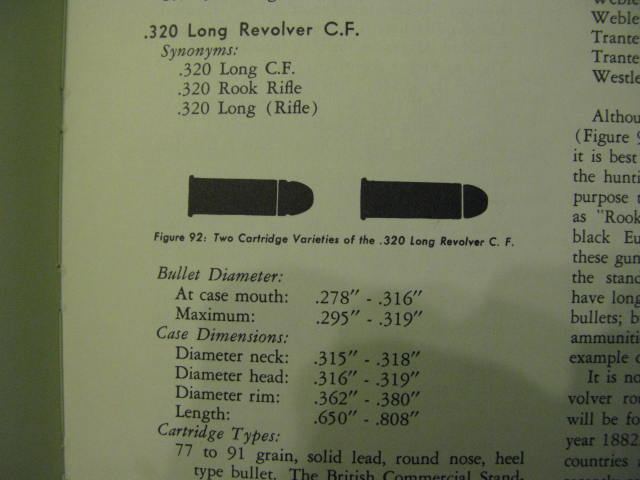 .320 Long Revolver C.F.
Synonyms:
.320 Long C.F.
.320 Rook Rifle
.320 Long (Rifle)
Figure 92: Two Cartridge Varieties of the .320 Long Revolver C. F.
Bullet Diameter:
At case mouth: .278″ - .316″
Maximum: .295″ - .319″
Case Dimensions:
Diameter neck: .315″ - .318″
Diameter head: .316″ - .319″
Diameter rim: .362″ - .380″
Length: .650″ - .808″
Cartridge Types:
77 to 91 grain, solid lead, round nose, heel
type bullet. The British Commercial Stand-
Weble
Trante
Trante
Westle
Althou
(Figure 9
it is best
the hunti
purpose t
as "Rook
black Eu
these gun
the stand
have long
bullets; b
ammuniti
example o
It is no
volver rou
will be fo
year 1882
countries